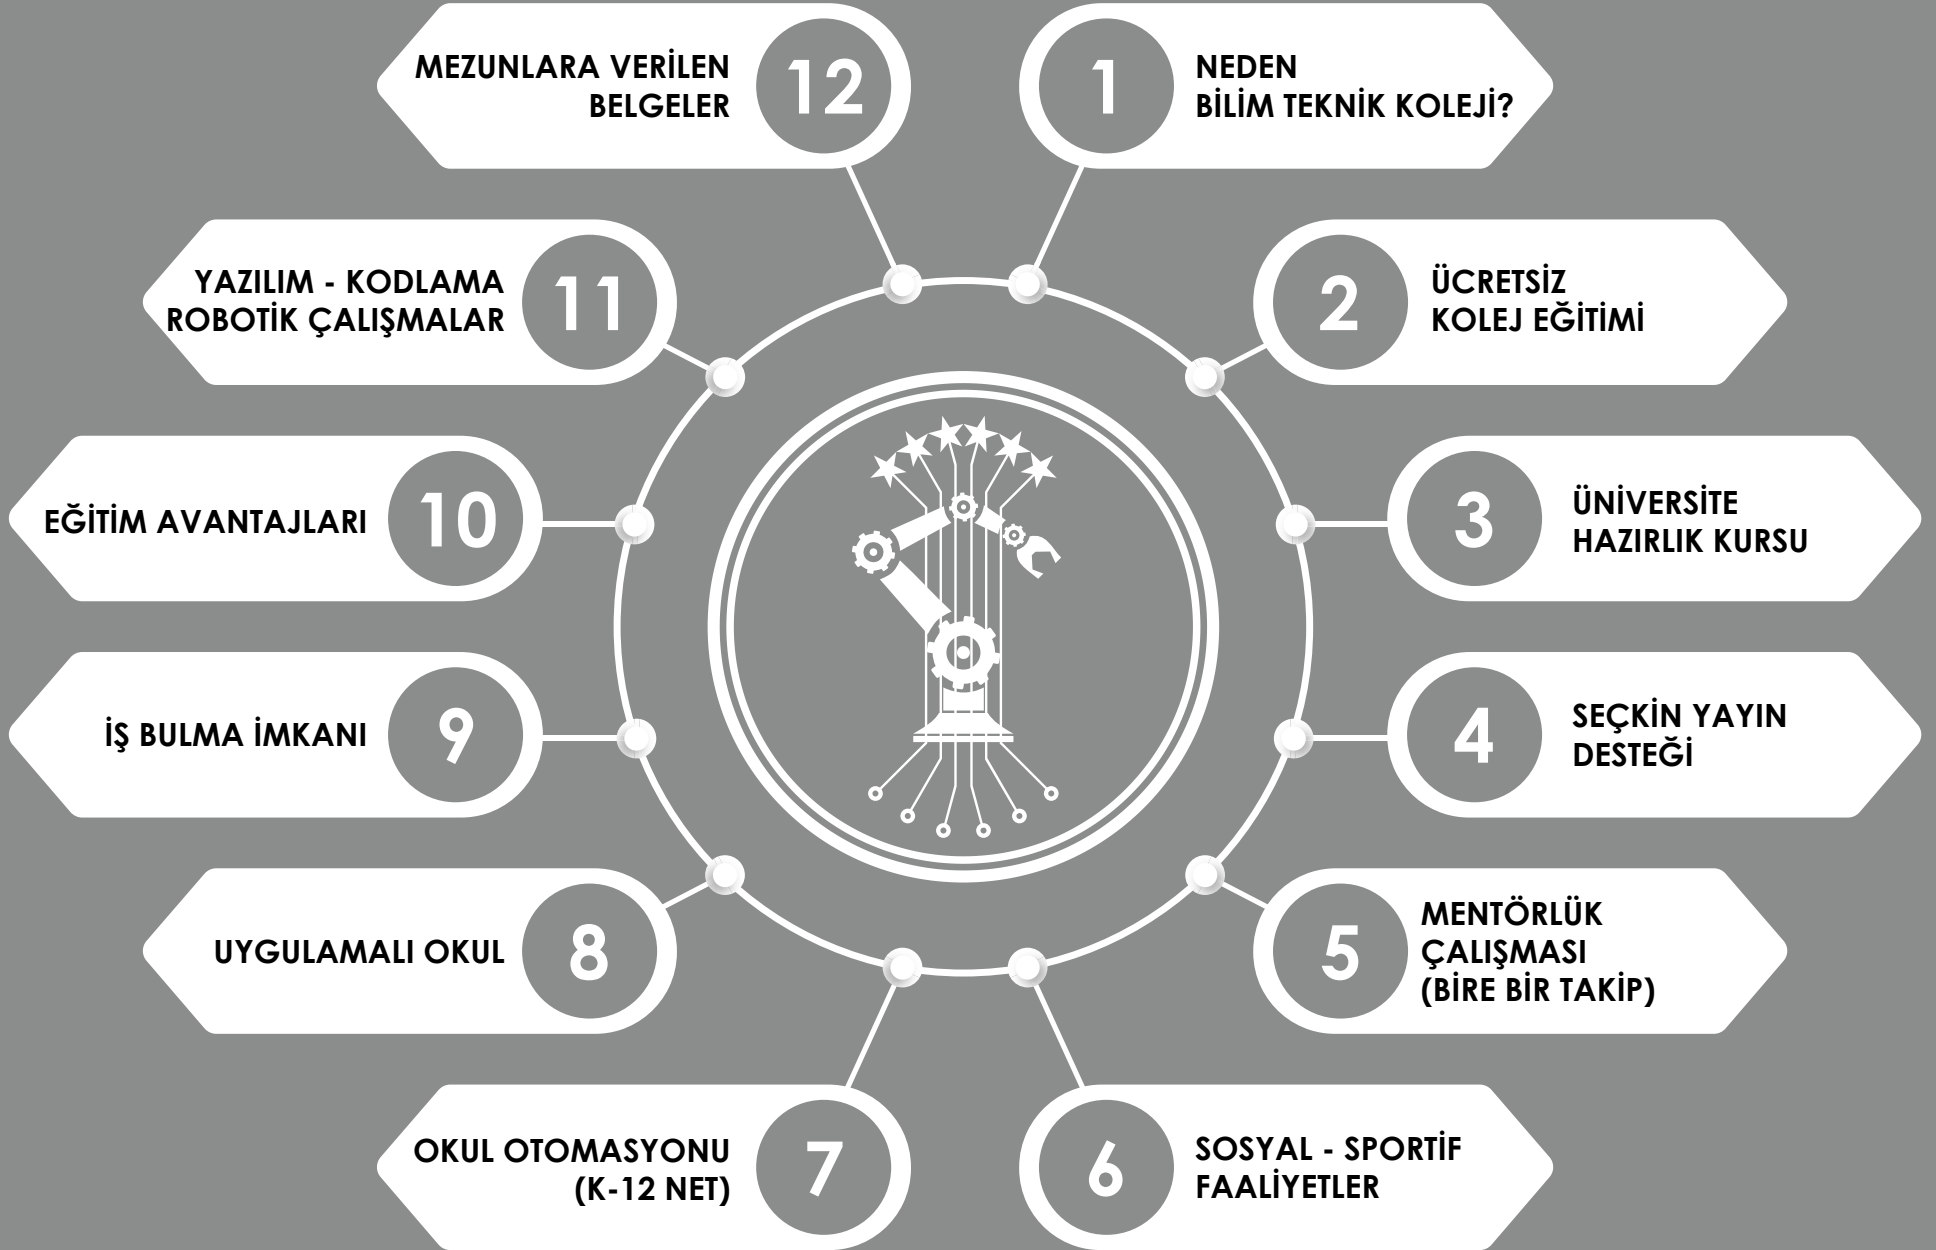 1
NEDEN
BİLİM TEKNİK KOLEJİ?
2
ÜCRETSİZ
KOLEJ EĞİTİMİ
3
ÜNİVERSİTE
HAZIRLIK KURSU
4
SEÇKİN YAYIN
DESTEĞİ
5
MENTÖRLÜK
ÇALIŞMASI
(BİRE BİR TAKİP)
6
SOSYAL - SPORTİF
FAALİYETLER
7
OKUL OTOMASYONU
(K-12 NET)
8
UYGULAMALI OKUL
9
İŞ BULMA İMKANI
10
EĞİTİM AVANTAJLARI
11
YAZILIM - KODLAMA
ROBOTİK ÇALIŞMALAR
12
MEZUNLARA VERİLEN
BELGELER